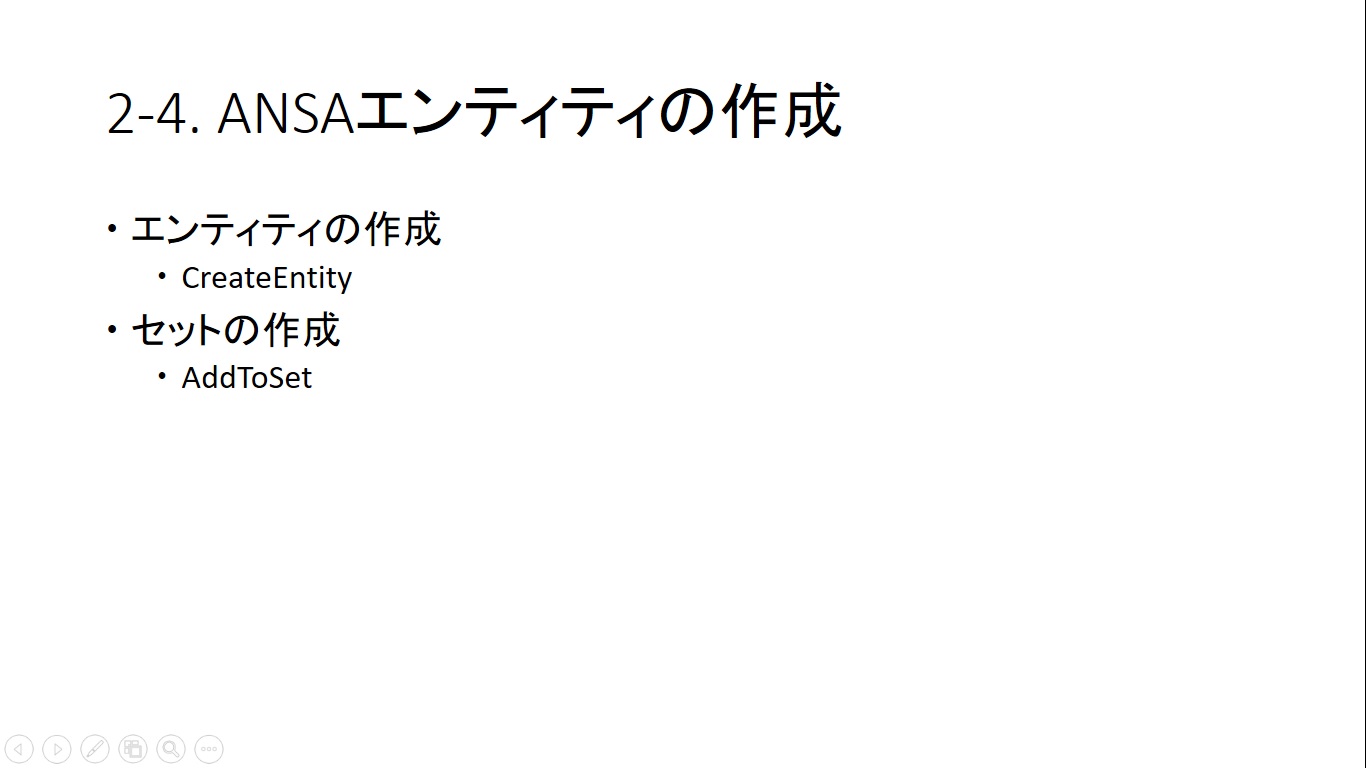 2-4. ANSAエンティティの作成
• エンティティの作成
• CreateEntity
• セットの作成
• AddToSet